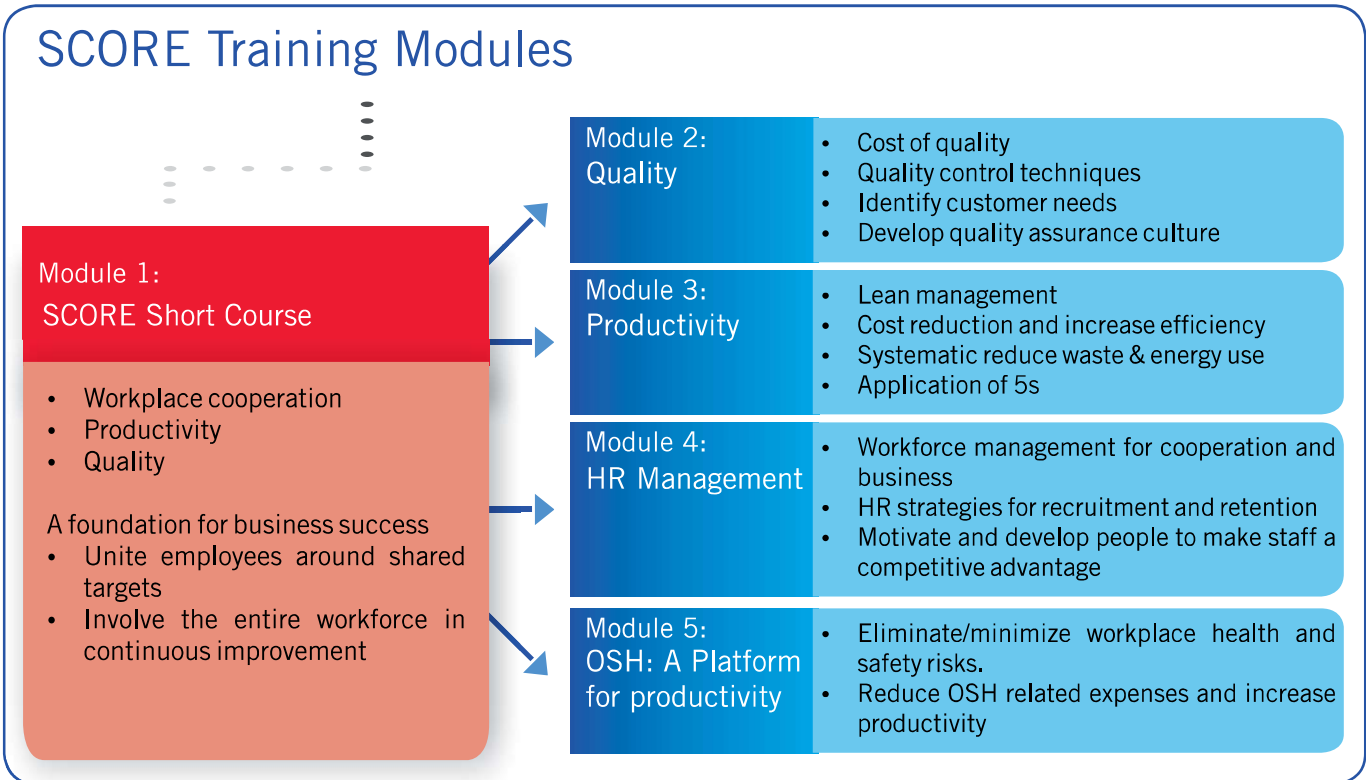 SCORE Training Modules
Module 1:
SCORE Short Course
• Workplace cooperation
• Productivity
• Quality
A foundation for business success
• Unite employees around shared
targets
• Involve the entire workforce in
continuous improvement
Module 2:
Quality
• Cost of quality
• Quality control techniques
• Identify customer needs
• Develop quality assurance culture
Module 3:
Productivity
• Lean management
• Cost reduction and increase efficiency
• Systematic reduce waste & energy use
• Application of 5s
Module 4:
HR Management
• Workforce management for cooperation and
business
• HR strategies for recruitment and retention
• Motivate and develop people to make staff a
competitive advantage
Module 5:
OSH: A Platform
for productivity
• Eliminate/minimize workplace health and
safety risks.
• Reduce OSH related expenses and increase
productivity